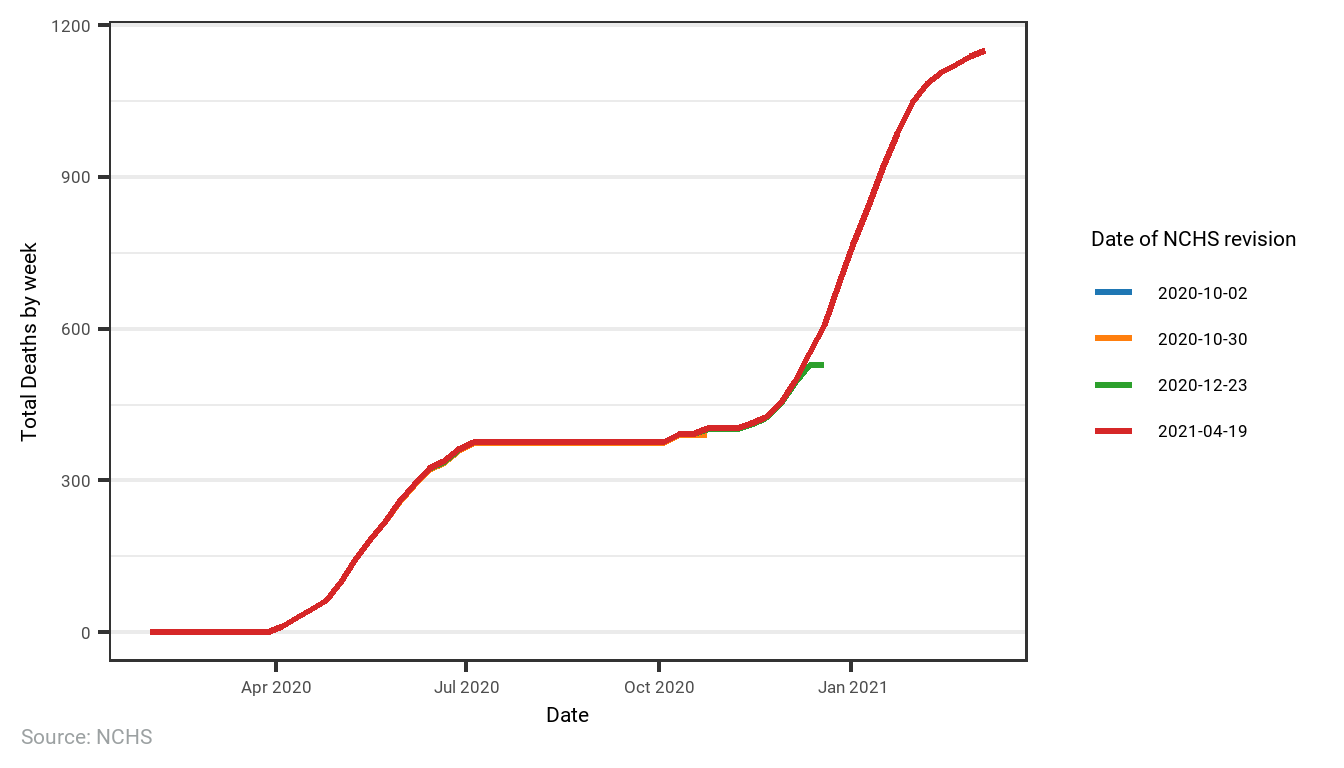 1200
900
600
300
0
Total Deaths by week
Apr 2020
Jul 2020
Oct 2020
Jan 2021
Date
Source: NCHS
Date of NCHS revision
2020-10-02
2020-10-30
2020-12-23
2021-04-19